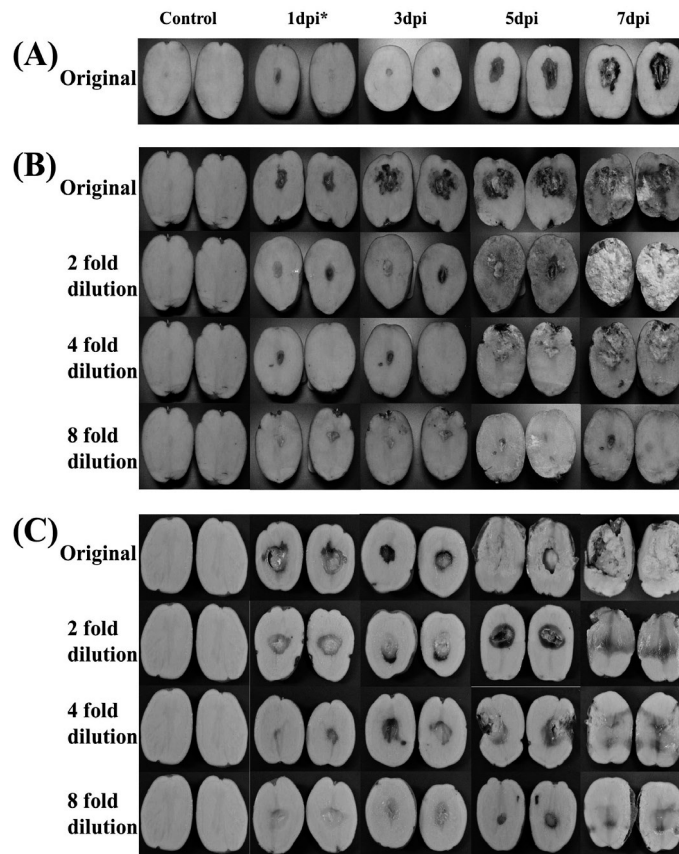 Control 1dpi* 3dpi 5dpi 7dpi
(A)
Original
(B)
Original
2 fold
dilution
4 fold
dilution
8 fold
dilution
(C)
Original
2 fold
dilution
4 fold
dilution
8 fold
dilution